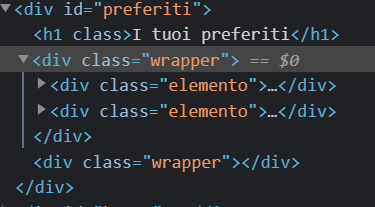 <div id="preferiti">
<h1 class>I tuoi preferiti</h1>
<div class="wrapper"> == $0
<div class="elemento">…</div>
<div class="elemento">…</div>
</div>
<div class="wrapper"></div>
</div>